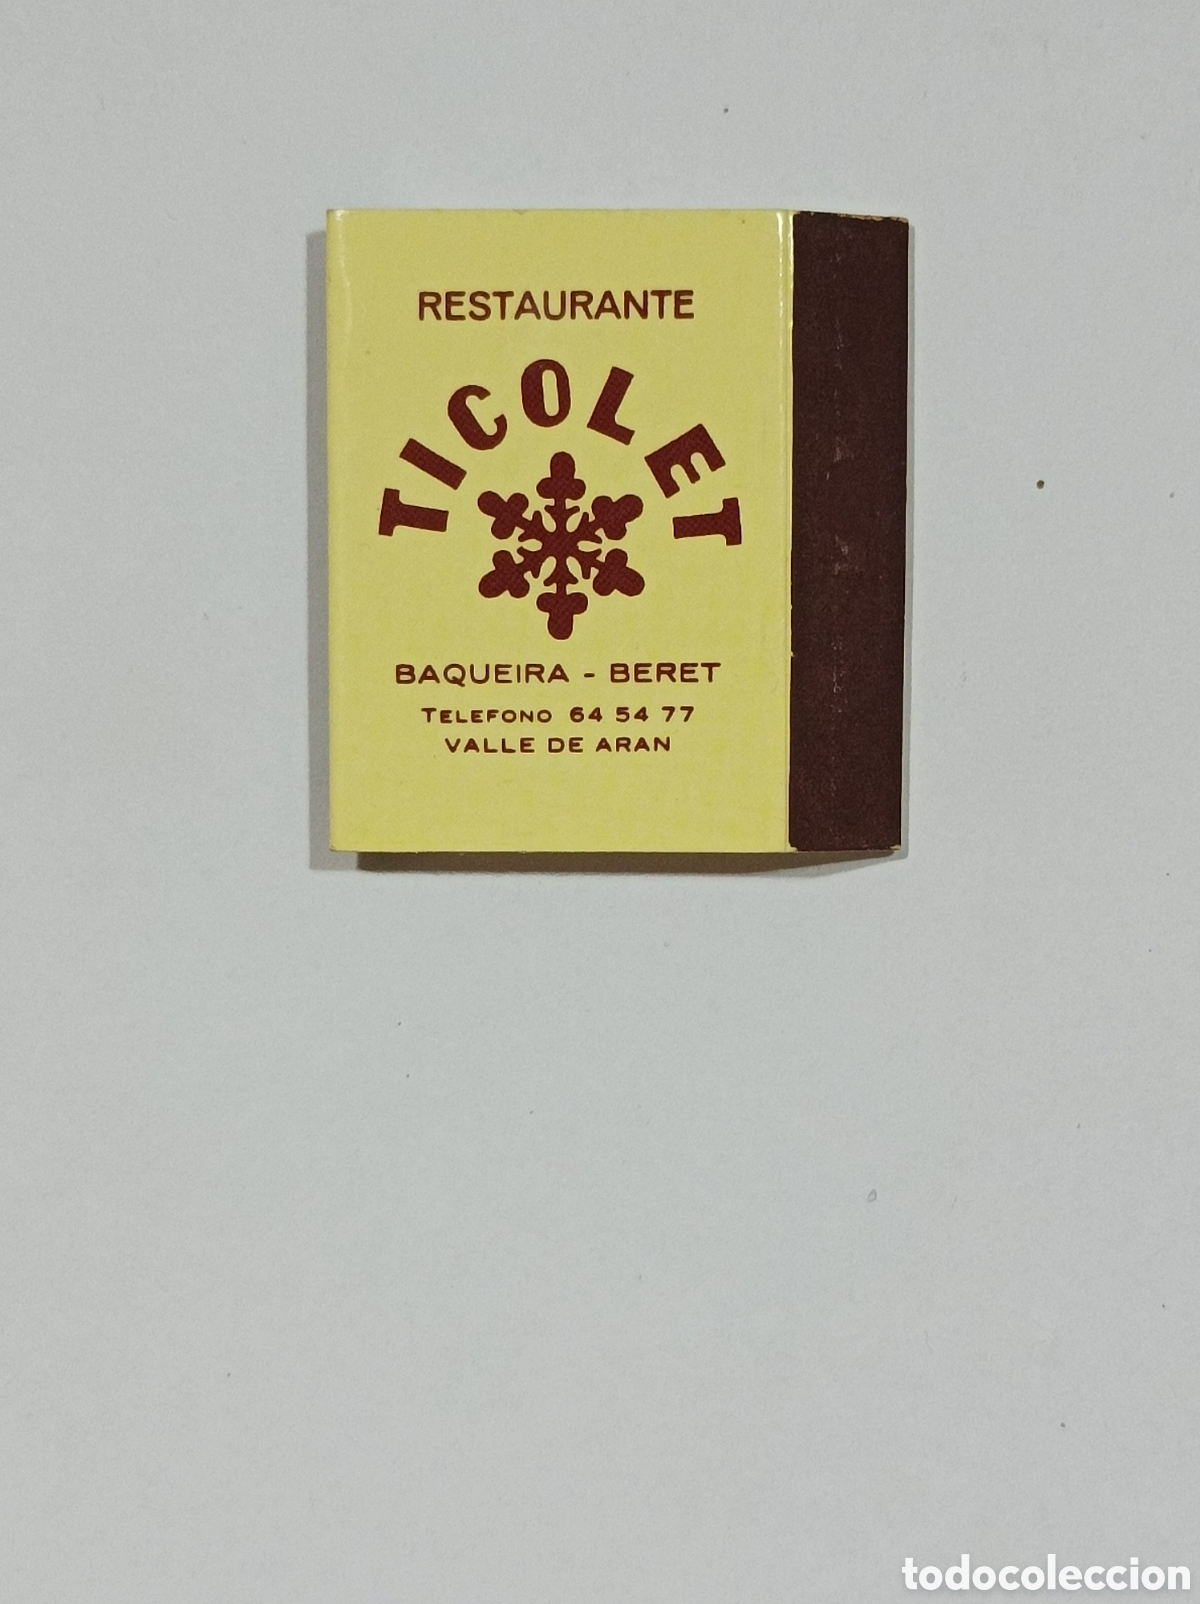 RESTAURANTE
TICOLET
BAQUEIRA - BERET
TELEFONO 64 54 77
VALLE DE ARAN
todocoleccion